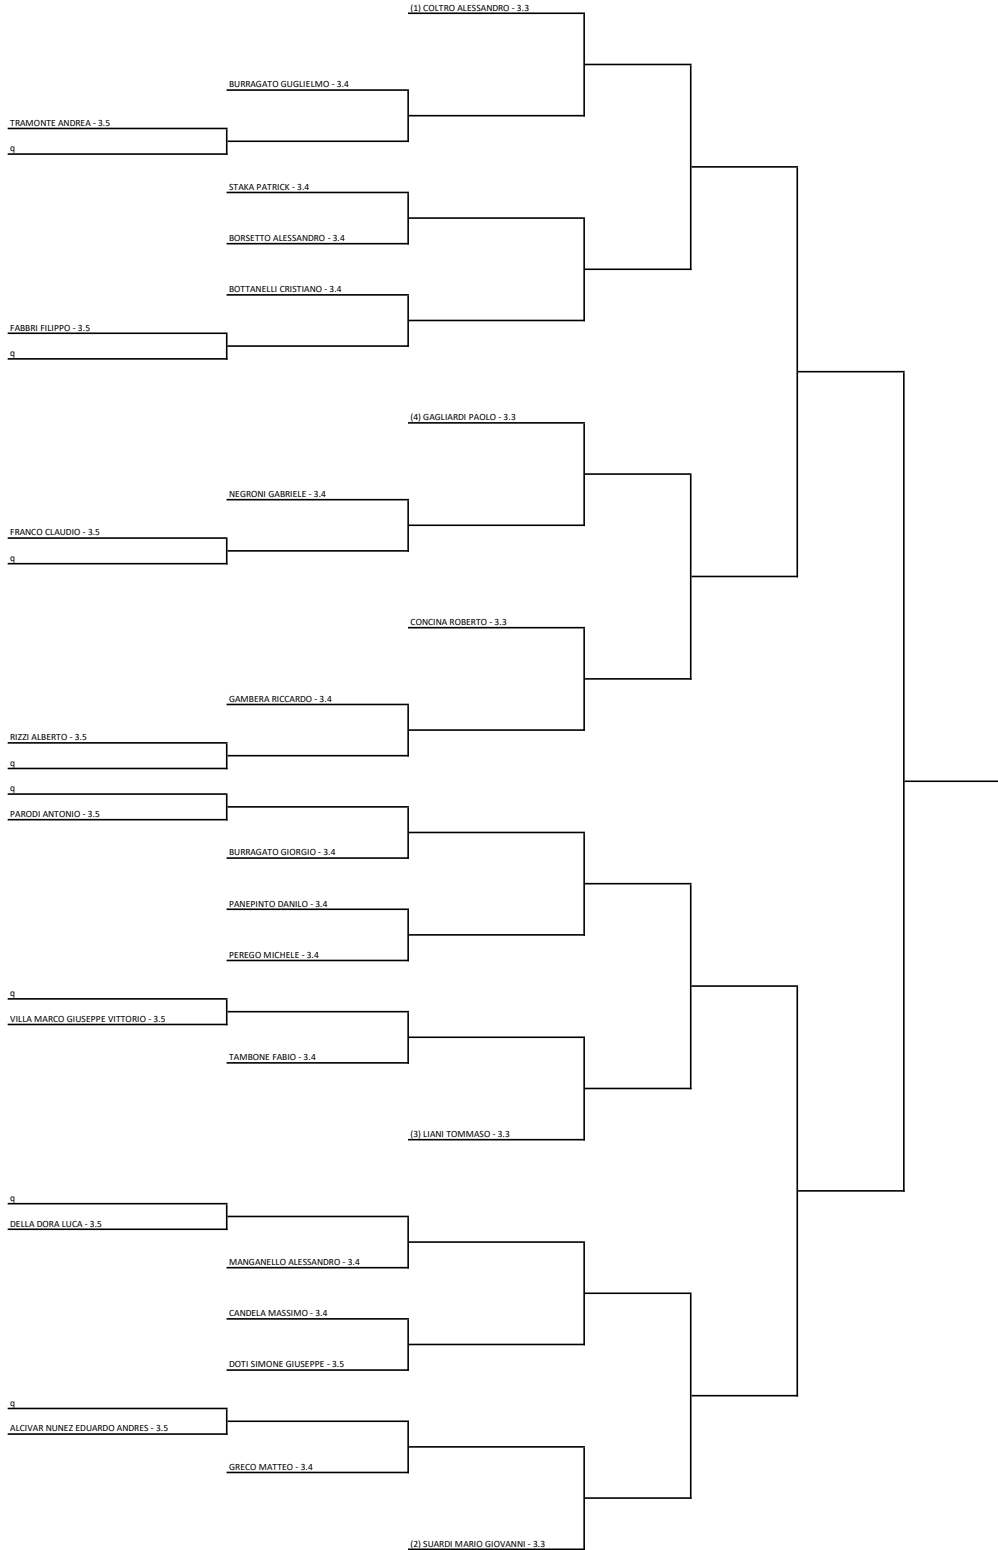 (1) COLTRO ALESSANDRO - 3.3
BURRAGATO GUGLIELMO - 3.4
TRAMONTE ANDREA - 3.5
q
STAKA PATRICK - 3.4
BORSETTO ALESSANDRO - 3.4
BOTTANELLI CRISTIANO - 3.4
FABBRI FILIPPO - 3.5
q
(4) GAGLIARDI PAOLO - 3.3
NEGRONI GABRIELE - 3.4
FRANCO CLAUDIO - 3.5
q
CONCINA ROBERTO - 3.3
GAMBERA RICCARDO - 3.4
RIZZI ALBERTO - 3.5
q
q
PARODI ANTONIO - 3.5
BURRAGATO GIORGIO - 3.4
PANEPINTO DANILO - 3.4
PEREGO MICHELE - 3.4
q
VILLA MARCO GIUSEPPE VITTORIO - 3.5
TAMBONE FABIO - 3.4
(3) LIANI TOMMASO - 3.3
q
DELLA DORA LUCA - 3.5
MANGANELLO ALESSANDRO - 3.4
CANDELA MASSIMO - 3.4
DOTI SIMONE GIUSEPPE - 3.5
q
ALCIVAR NUNEZ EDUARDO ANDRES - 3.5
GRECO MATTEO - 3.4
(2) SUARDI MARIO GIOVANNI - 3.3